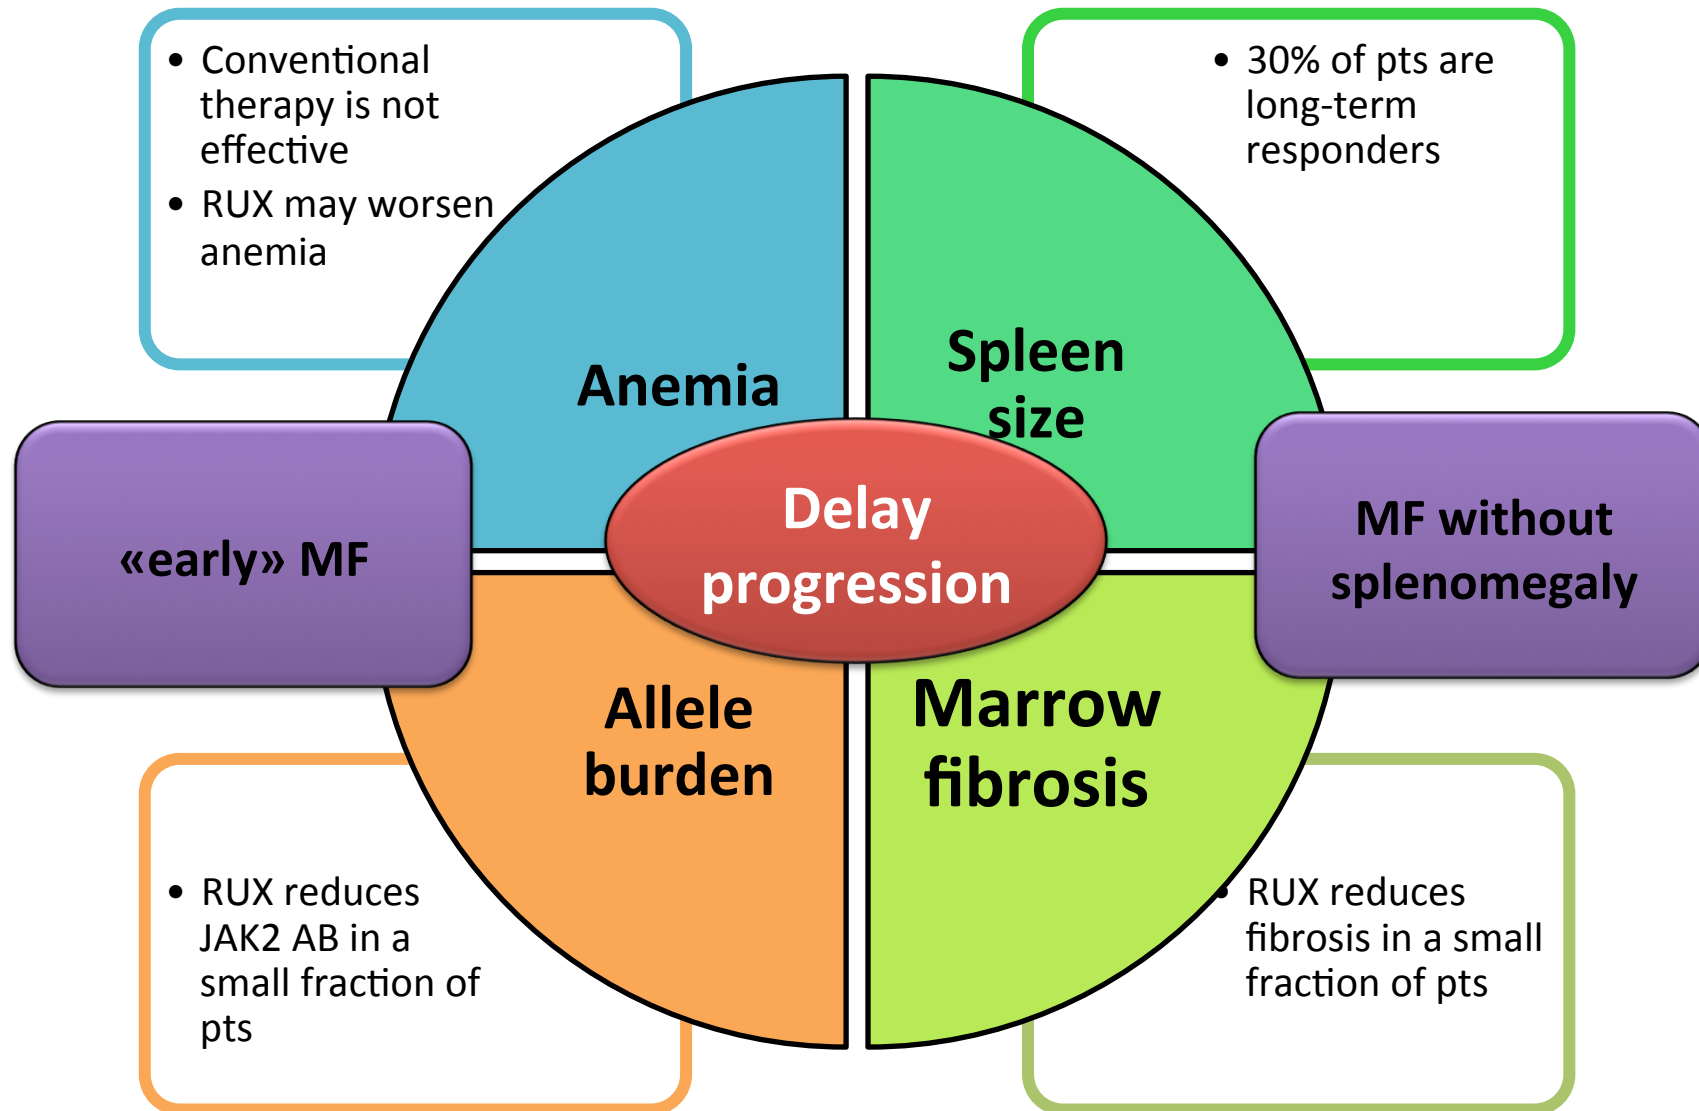 • Conventional
therapy is not
effective
• RUX may worsen
anemia
• 30% of pts are
long-term
responders
Anemia
Spleen
size
«early» MF
Delay
progression
MF without
splenomegaly
Allele
burden
Marrow
fibrosis
• RUX reduces
JAK2 AB in a
small fraction of
pts
• RUX reduces
fibrosis in a small
fraction of pts